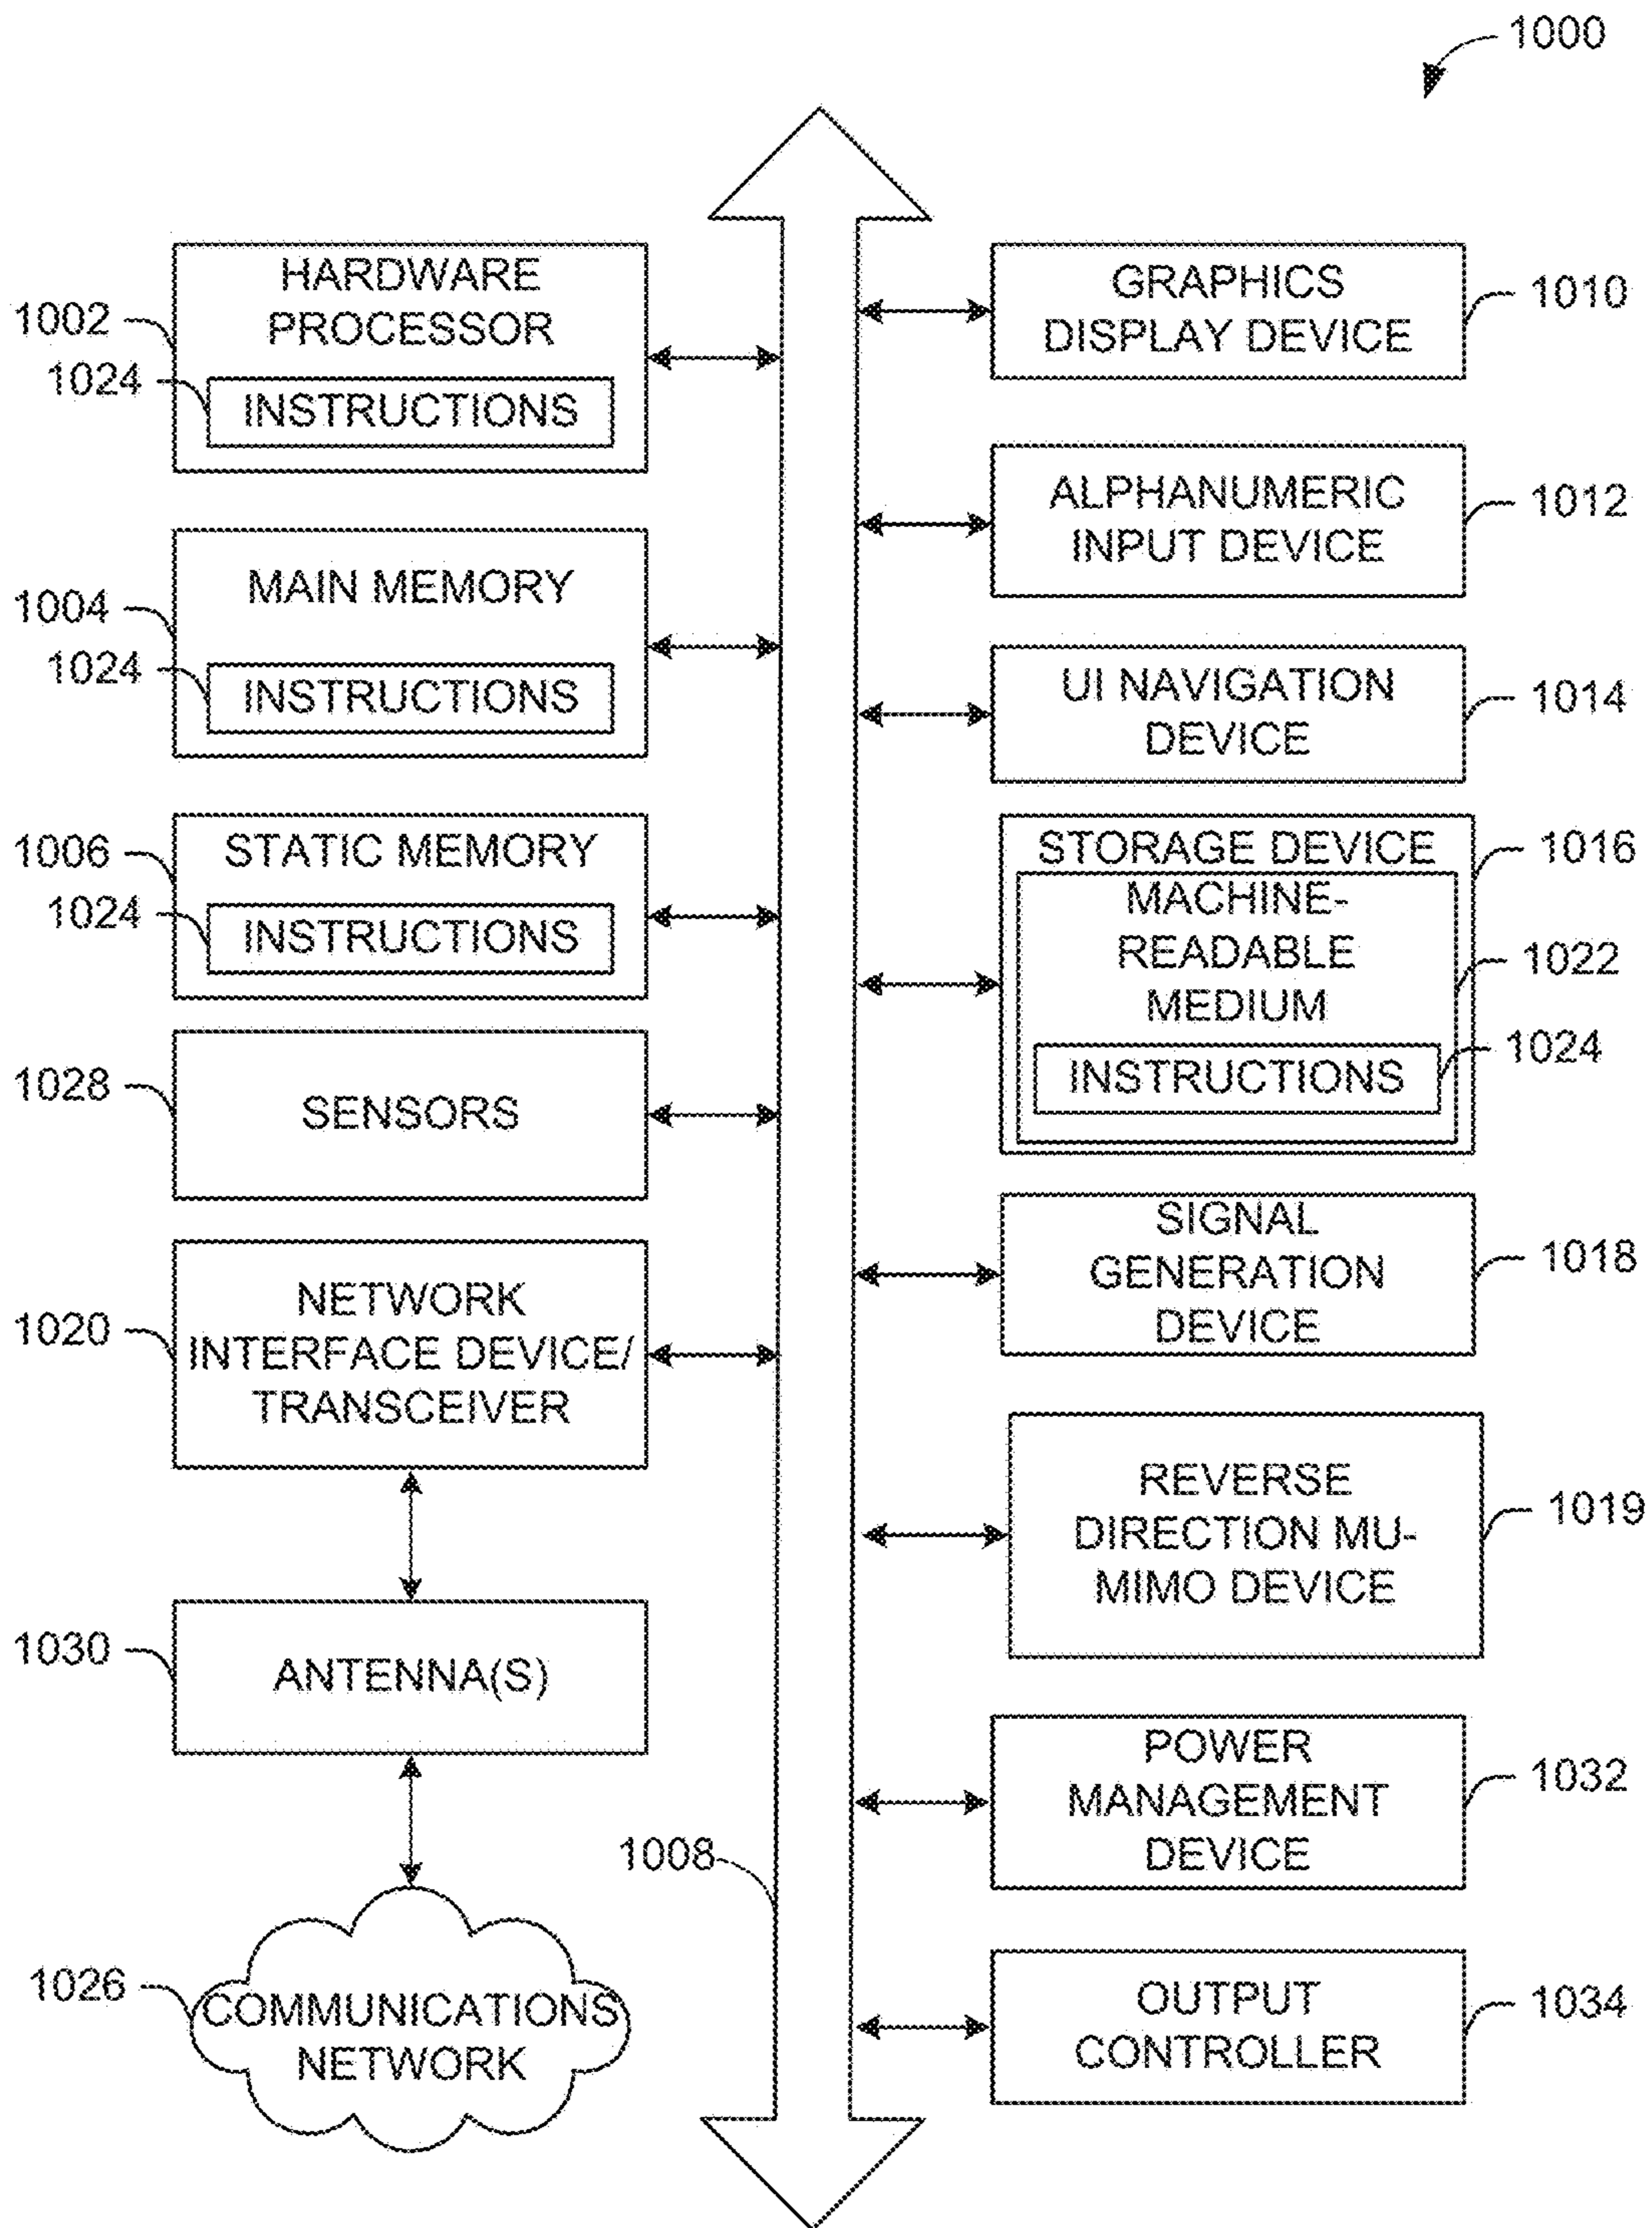 1000
HARDWARE
PROCESSOR
1002
1024
INSTRUCTIONS
MAIN MEMORY
1004
1024
INSTRUCTIONS
STATIC MEMORY
1006
1024
INSTRUCTIONS
SENSORS
1028
NETWORK
INTERFACE DEVICE/
TRANSCEIVER
1020
ANTENNA(S)
1030
1008
COMMUNICATIONS
NETWORK
1026
GRAPHICS
DISPLAY DEVICE
1010
ALPHANUMERIC
INPUT DEVICE
1012
UI NAVIGATION
DEVICE
1014
STORAGE DEVICE
1016
MACHINE-
READABLE
MEDIUM
1022
INSTRUCTIONS
1024
SIGNAL
GENERATION
DEVICE
1018
REVERSE
DIRECTION MU-
MIMO DEVICE
1019
POWER
MANAGEMENT
DEVICE
1032
OUTPUT
CONTROLLER
1034